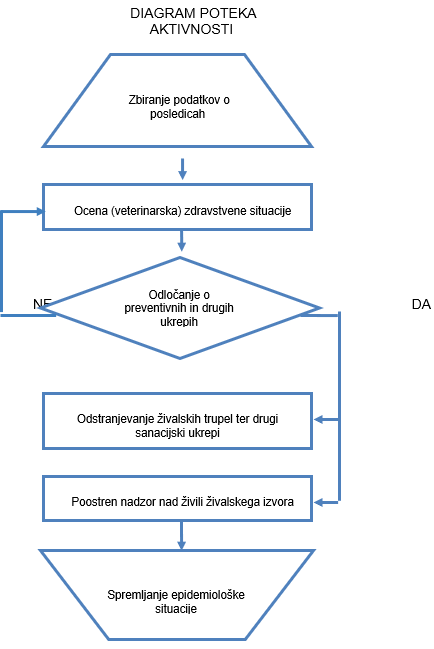 DIAGRAM POTEKA
AKTIVNOSTI
Zbiranje podatkov o
posledicah
Ocena (veterinarska) zdravstvene situacije
NE
Odločanje o
preventivnih in drugih
ukrepih
DA
Odstranjevanje živalskih trupel ter drugi
sanacijski ukrepi
Poostren nadzor nad živili živalskega izvora
Spremljanje epidemiološke
situacije